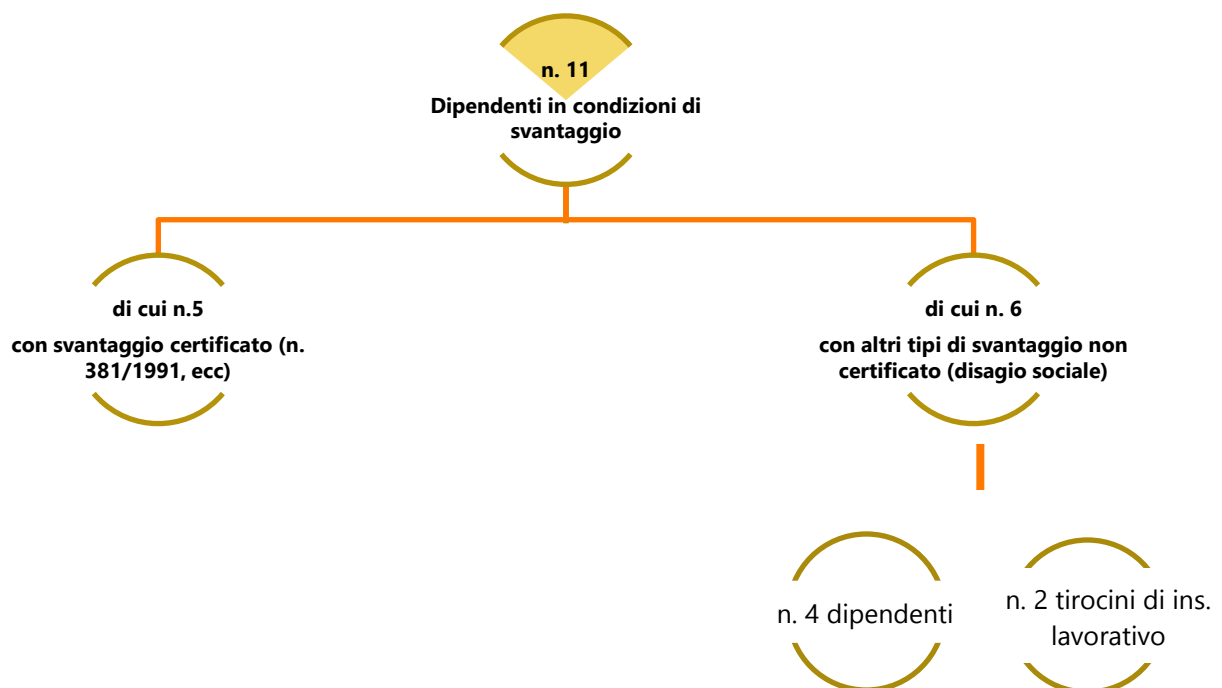 n. 11
Dipendenti in condizioni di
svantaggio
di cui n.5
con svantaggio certificato (n.
381/1991, ecc)
di cui n. 6
con altri tipi di svantaggio non
certificato (disagio sociale)
n. 4 dipendenti
n. 2 tirocini di ins.
lavorativo